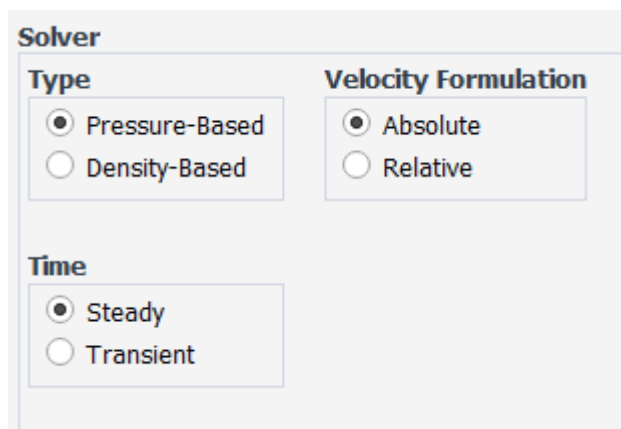 Solver
Type
Pressure-Based
Density-Based
Velocity Formulation
Absolute
Relative
Time
Steady
Transient